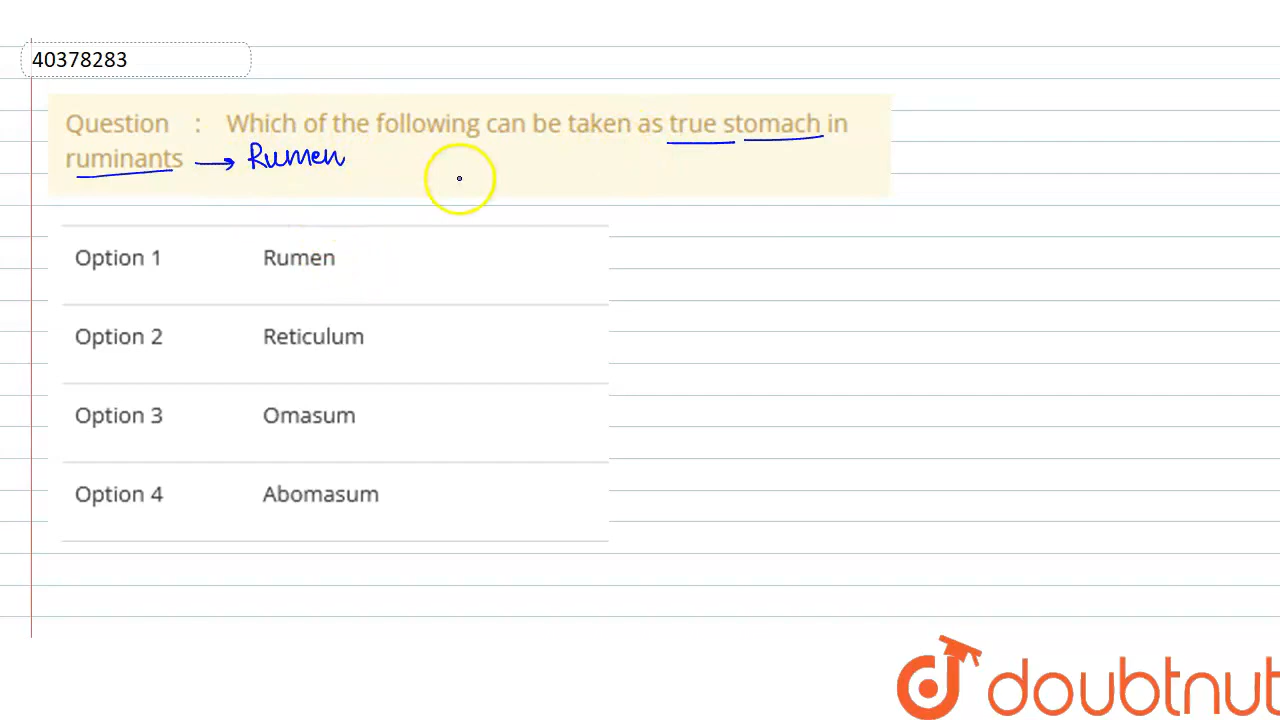 40378283
Question : Which of the following can be taken as true stomach in
ruminants → Rumen
Option 1 Rumen
Option 2 Reticulum
Option 3 Omasum
Option 4 Abomasum
doubtnut